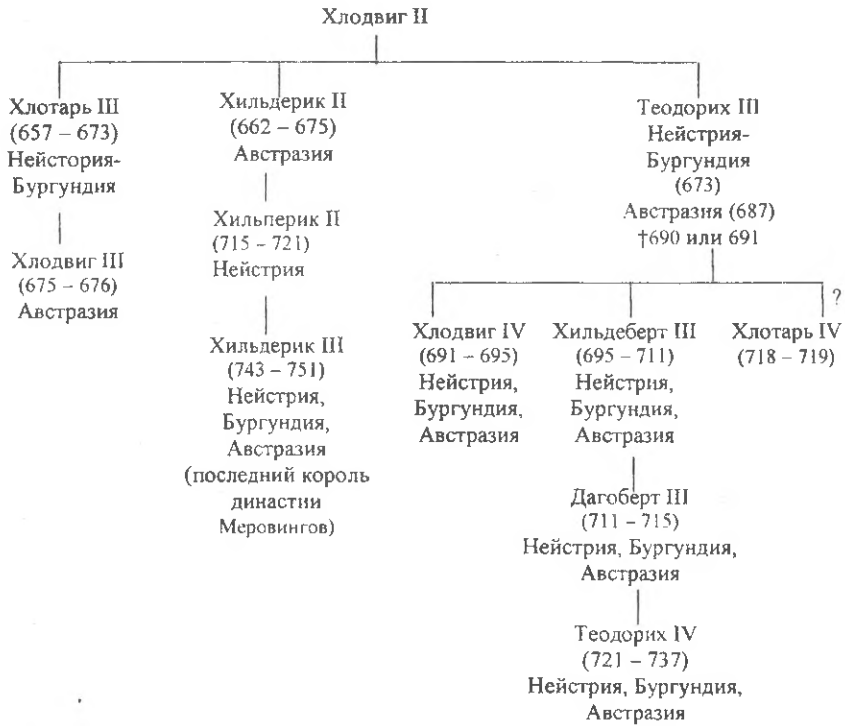 Хлодвиг II
Хлотарь III
(657 – 673)
Нейстория-
Бургундия
Хлодвиг III
(675 – 676)
Австразия
Хильдерик II
(662 – 675)
Австразия
Хильперик II
(715 – 721)
Нейстрия
Хильдерик III
(743 – 751)
Нейстрия,
Бургундия,
Австразия
(последний король
династии
Меровингов)
Теодорих III
Нейстрия-
Бургундия
(673)
Австразия (687)
†690 или 691
Хлодвиг IV
(691 – 695)
Нейстрия,
Бургундия,
Австразия
Хильдеберт III
(695 – 711)
Нейстрия,
Бургундия,
Австразия
?
Хлотарь IV
(718 – 719)
Дагоберт III
(711 – 715)
Нейстрия, Бургундия,
Австразия
Теодорих IV
(721 – 737)
Нейстрия, Бургундия,
Австразия